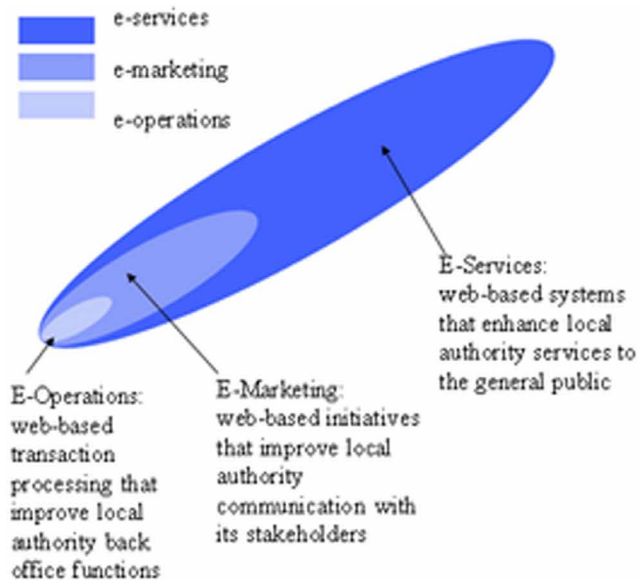 e-services
e-marketing
e-operations
E-Services:
web-based systems
that enhance local
authority services to
the general public
E-Operations:
web-based
transaction
processing that
improve local
authority back
office functions
E-Marketing:
web-based initiatives
that improve local
authority
communication with
its stakeholders